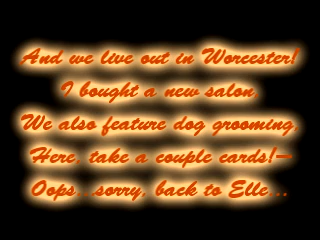 And we live out in Worcester!
I bought a new salon,
We also feature dog grooming,
Here, take a couple cards!—
Oops...sorry, back to Elle...